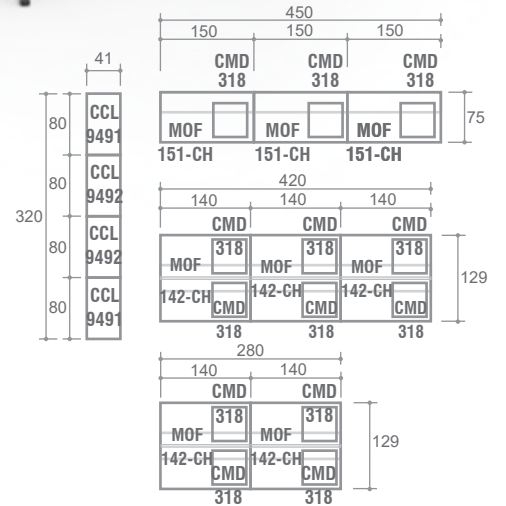 450
150 150 150
CMD CMD CMD
318 318 318
MOF MOF MOF
151-CH 151-CH 151-CH
75
41
320
80
80
80
80
CCL
9491
CCL
9492
CCL
9492
CCL
9491
420
140 140 140
CMD CMD CMD
318 318 318
MOF MOF MOF
142-CH 142-CH 142-CH
CMD CMD CMD
318 318 318
129
280
140 140
CMD CMD
318 318
MOF MOF
142-CH 142-CH
CMD CMD
318 318
129